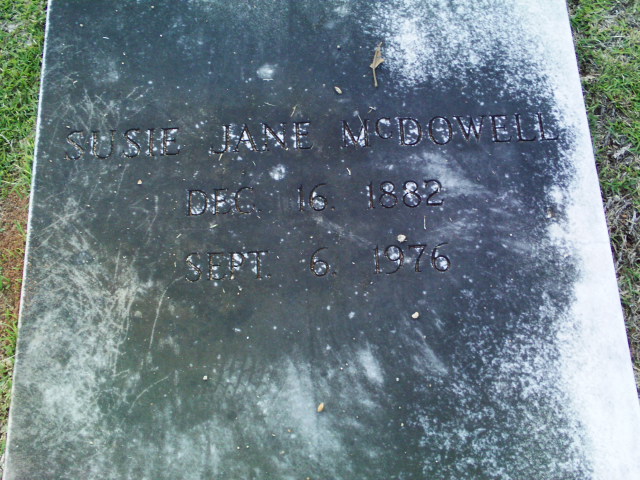 SUSIE JANE McDOWELL
DEC. 16. 1882
SEPT. 6. 1976